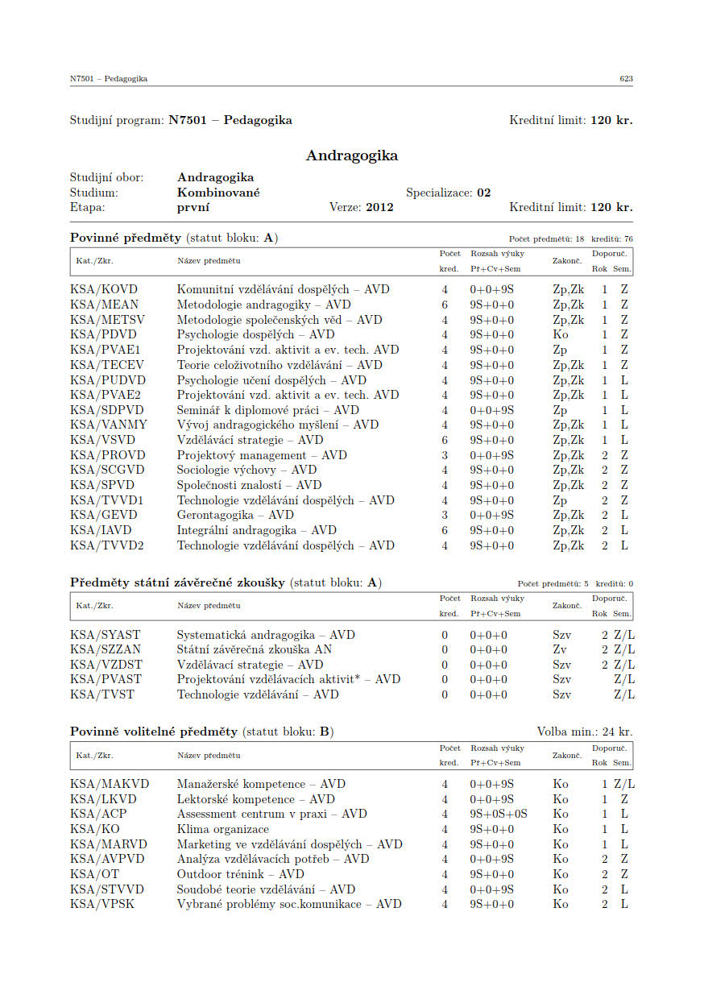 N7501 – Pedagogika 623
Studijní program: N7501 – Pedagogika Kreditní limit: 120 kr.
Andragogika
Studijní obor: Andragogika
Studium: Kombinované Specializace: 02
Etapa: první Verze: 2012 Kreditní limit: 120 kr.
Povinné předměty (statut bloku: A) Počet předmětů: 18 kreditů: 76
Kat./Zkr. Název předmětu Počet kred. Rozsah výuky Př+Cv+Sem Zakonč. Doporuč. Rok Sem.
KSA/KOVD Komunitní vzdělávání dospělých – AVD 4 0+0+9S Zp,Zk 1 Z
KSA/MEAN Metodologie andragogiky – AVD 6 9S+0+0 Zp,Zk 1 Z
KSA/METSV Metodologie společenských věd – AVD 4 9S+0+0 Zp,Zk 1 Z
KSA/PDVD Psychologie dospělých – AVD 4 9S+0+0 Ko 1 Z
KSA/PVAE1 Projektování vzd. aktivit a ev. tech. AVD 4 9S+0+0 Zp 1 Z
KSA/TECEV Teorie celoživotního vzdělávání – AVD 4 9S+0+0 Zp,Zk 1 Z
KSA/PUDVD Psychologie učení dospělých – AVD 4 9S+0+0 Zp,Zk 1 L
KSA/PVAE2 Projektování vzd. aktivit a ev. tech. AVD 4 9S+0+0 Zp,Zk 1 L
KSA/SDPVD Seminář k diplomové práci – AVD 4 0+0+9S Zp 1 L
KSA/VANMY Vývoj andragogického myšlení – AVD 4 9S+0+0 Zp,Zk 1 L
KSA/VSVD Vzdělávácí strategie – AVD 6 9S+0+0 Zp,Zk 1 L
KSA/PROVD Projektový management – AVD 3 0+0+9S Zp,Zk 2 Z
KSA/SCGVD Sociologie výchovy – AVD 4 9S+0+0 Zp,Zk 2 Z
KSA/SPVD Společnosti znalostí – AVD 4 9S+0+0 Zp,Zk 2 Z
KSA/TVVD1 Technologie vzdělávání dospělých – AVD 4 9S+0+0 Zp 2 Z
KSA/GEVD Gerontagogika – AVD 3 0+0+9S Zp,Zk 2 L
KSA/IAVD Integrální andragogika – AVD 6 9S+0+0 Zp,Zk 2 L
KSA/TVVD2 Technologie vzdělávání dospělých – AVD 4 9S+0+0 Zp,Zk 2 L
Předměty státní závěrečné zkoušky (statut bloku: A) Počet předmětů: 5 kreditů: 0
Kat./Zkr. Název předmětu Počet kred. Rozsah výuky Př+Cv+Sem Zakonč. Doporuč. Rok Sem.
KSA/SYAST Systematická andragogika – AVD 0 0+0+0 Szv 2 Z/L
KSA/SZZAN Státní závěrečná zkouška AN 0 0+0+0 Zv 2 Z/L
KSA/VZDST Vzdělávací strategie – AVD 0 0+0+0 Szv 2 Z/L
KSA/PVAST Projektování vzdělávacích aktivit* – AVD 0 0+0+0 Szv Z/L
KSA/TVST Technologie vzdělávání – AVD 0 0+0+0 Szv Z/L
Povinně volitelné předměty (statut bloku: B) Volba min.: 24 kr.
Kat./Zkr. Název předmětu Počet kred. Rozsah výuky Př+Cv+Sem Zakonč. Doporuč. Rok Sem.
KSA/MAKVD Manažerské kompetence – AVD 4 0+0+9S Ko 1 Z/L
KSA/LKVD Lektorské kompetence – AVD 4 0+0+9S Ko 1 Z
KSA/ACP Assessment centrum v praxi – AVD 4 9S+0S+0S Ko 1 L
KSA/KO Klima organizace 4 9S+0+0 Ko 1 L
KSA/MARVD Marketing ve vzdělávání dospělých – AVD 4 9S+0+0 Ko 1 L
KSA/AVPVD Analýza vzdělávacích potřeb – AVD 4 0+0+9S Ko 2 Z
KSA/OT Outdoor trénink – AVD 4 9S+0+0 Ko 2 Z
KSA/STVVD Soudobé teorie vzdělávání – AVD 4 0+0+9S Ko 2 L
KSA/VPSK Vybrané problémy soc.komunikace – AVD 4 9S+0+0 Ko 2 L